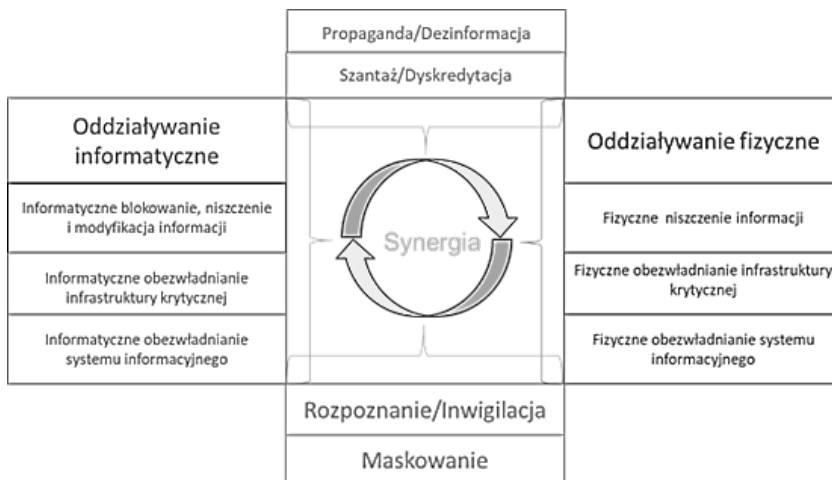 Propaganda/Dezinformacja
Szantaż/Dyskredytacja
Oddziaływanie
informatyczne
Informatyczne blokowanie, niszczenie
i modyfikacja informacji
Informatyczne obezwładnianie
infrastruktury krytycznej
Informatyczne obezwładnianie
systemu informacyjnego
Synergia
Oddziaływanie fizyczne
Fizyczne niszczenie informacji
Fizyczne obezwładnianie infrastruktury
krytycznej
Fizyczne obezwładnianie systemu
informacyjnego
Rozpoznanie/Inwigilacja
Maskowanie